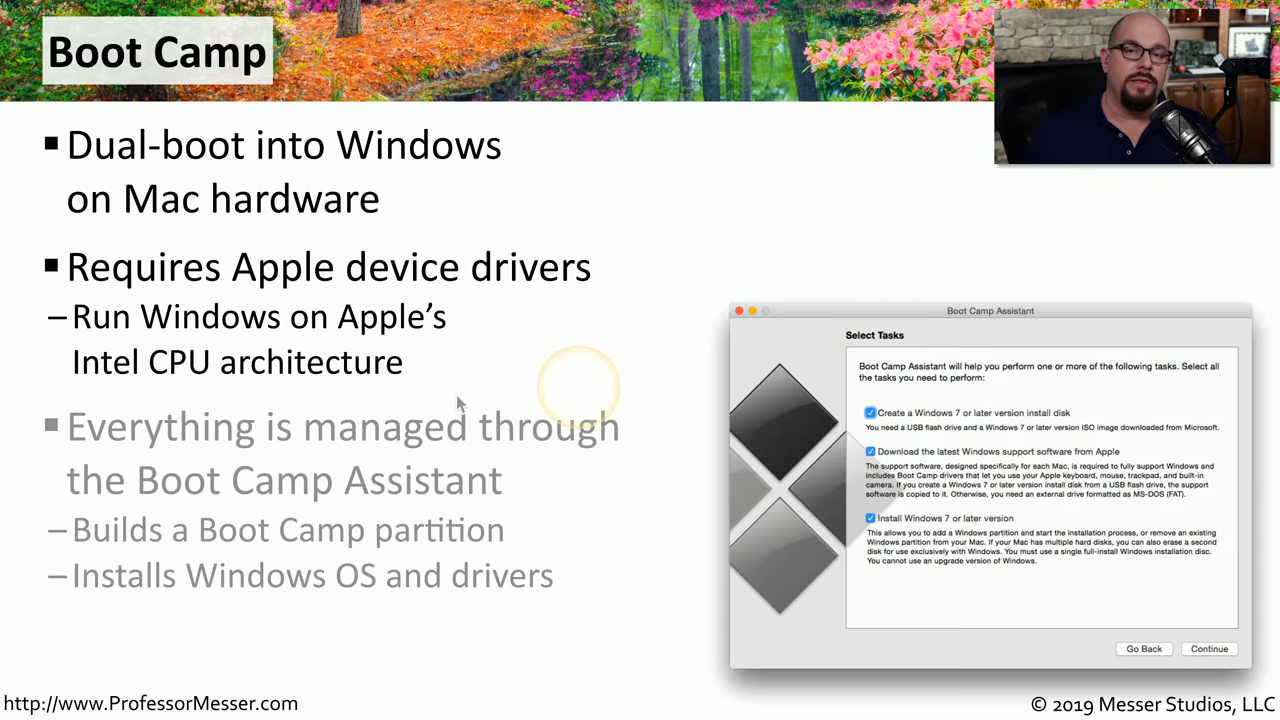 Boot Camp
▪ Dual-boot into Windows
on Mac hardware
▪ Requires Apple device drivers
– Run Windows on Apple’s
Intel CPU architecture
▪ Everything is managed through
the Boot Camp Assistant
– Builds a Boot Camp partition
– Installs Windows OS and drivers
Boot Camp Assistant
Select Tasks
Boot Camp Assistant will help you perform one or more of the following tasks. Select all
the tasks you need to perform:
Create a Windows 7 or later version install disk
You need a USB flash drive and a Windows 7 or later version ISO image downloaded from Microsoft.
Download the latest Windows support software from Apple
The support software, designed specifically for each Mac, is required to fully support Windows and
includes Boot Camp drivers that let you use your Apple keyboard, mouse, trackpad, and built-in
camera. If you create a Windows 7 or later version install disk from a USB flash drive, the support
software is copied to it. Otherwise, you need an external drive formatted as MS-DOS (FAT).
Install Windows 7 or later version
This allows you to add a Windows partition and start the installation process, or remove an existing
Windows partition from your Mac. If your Mac has multiple hard disks, you can also erase a second
disk for use exclusively with Windows. You must use a single full-install Windows installation disc.
You cannot use an upgrade version of Windows.
Go Back
Continue
http://www.ProfessorMesser.com
© 2019 Messer Studios, LLC